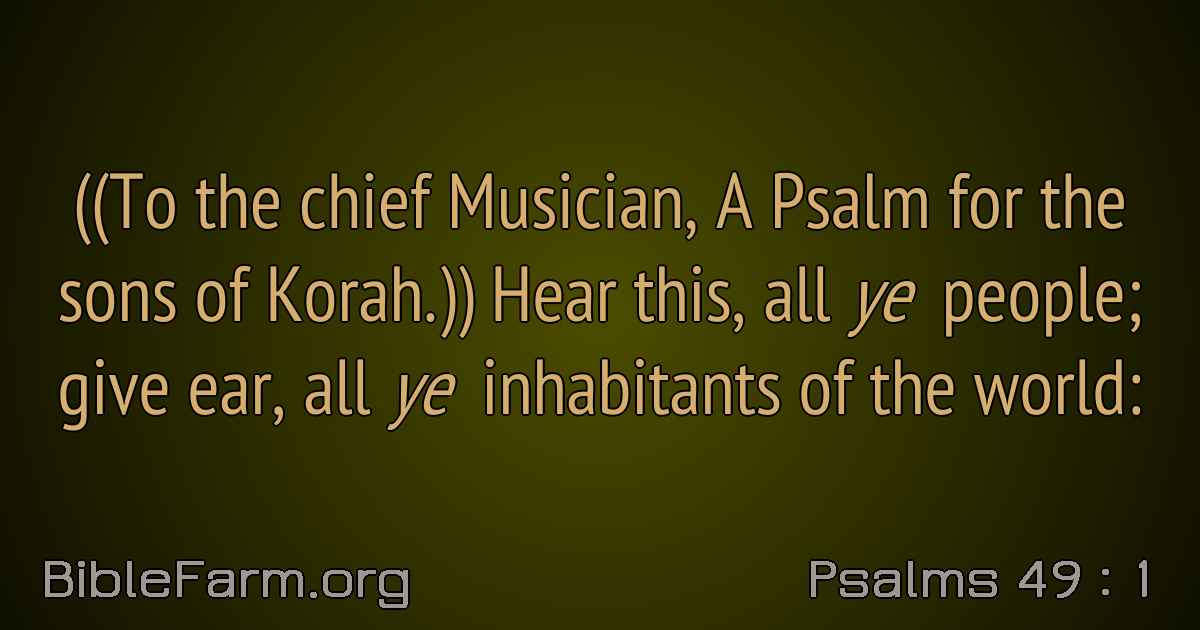 ((To the chief Musician, A Psalm for the
sons of Korah.)) Hear this, all ye people;
give ear, all ye inhabitants of the world:
BibleFarm.org
Psalms 49 : 1